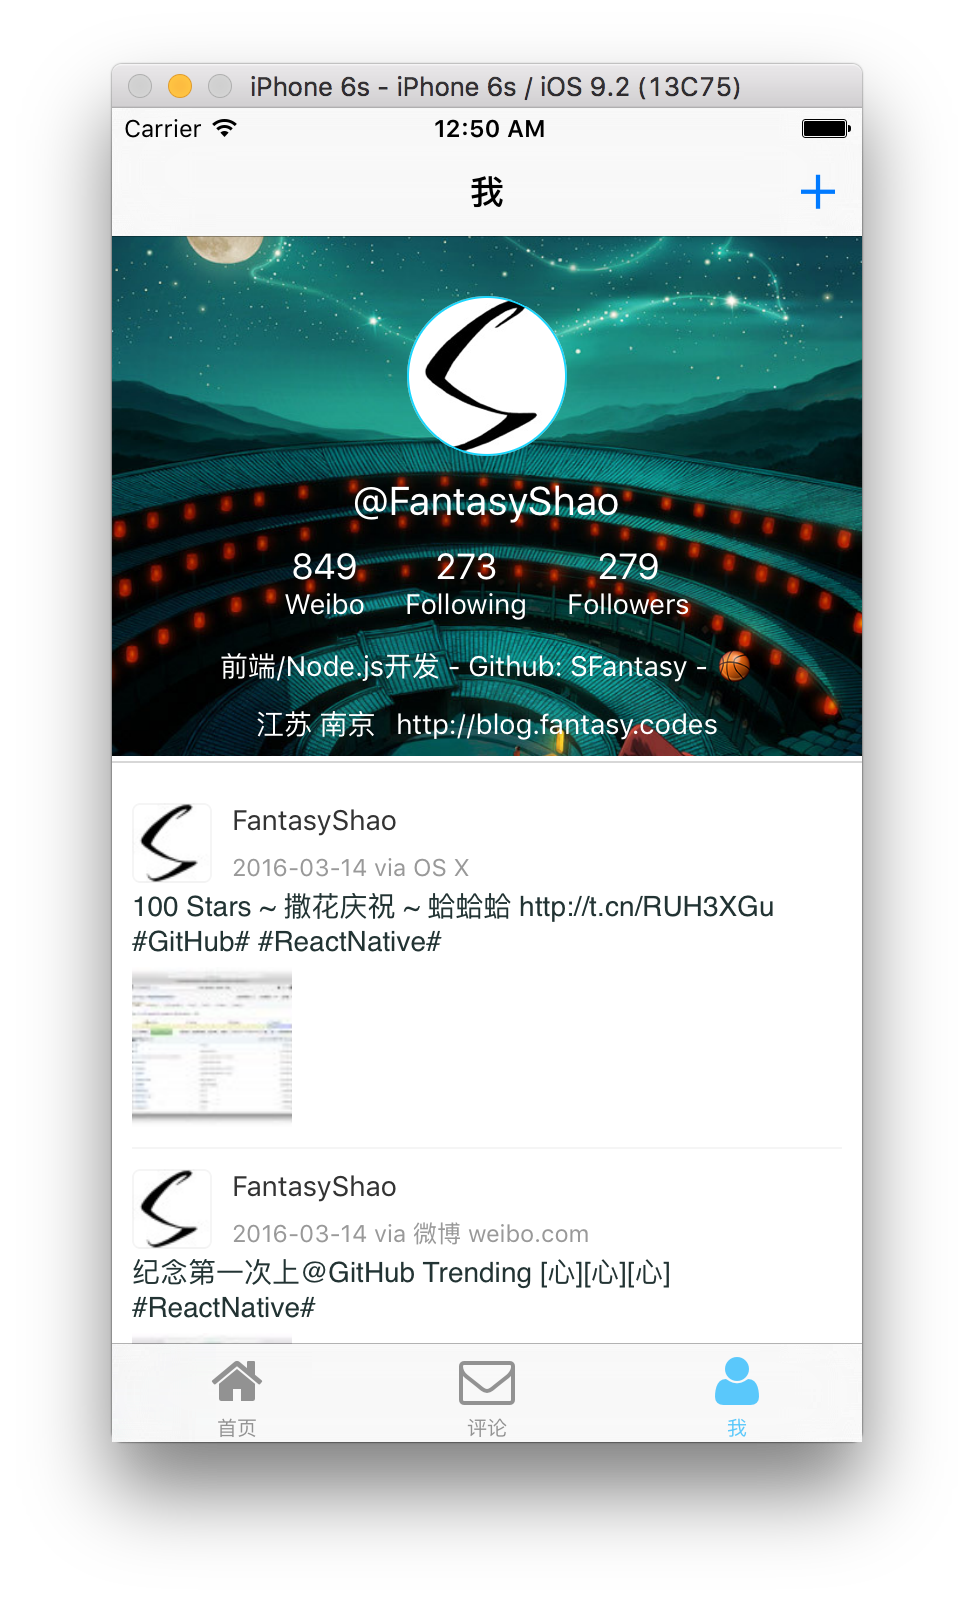 iPhone 6s - iPhone 6s / iOS 9.2 (13C75)
Carrier 12:50 AM
我
@FantasyShao
849 273 279
Weibo Following Followers
前端/Node.js开发 - Github: SFantasy - 🏀
江苏 南京 http://blog.fantasy.codes
FantasyShao
2016-03-14 via OS X
100 Stars ~ 撒花庆祝 ~ 蛤蛤蛤 http://t.cn/RUH3XGu
#GitHub# #ReactNative#
FantasyShao
2016-03-14 via 微博 weibo.com
纪念第一次上@GitHub Trending [心][心][心]
#ReactNative#
首页 评论 我